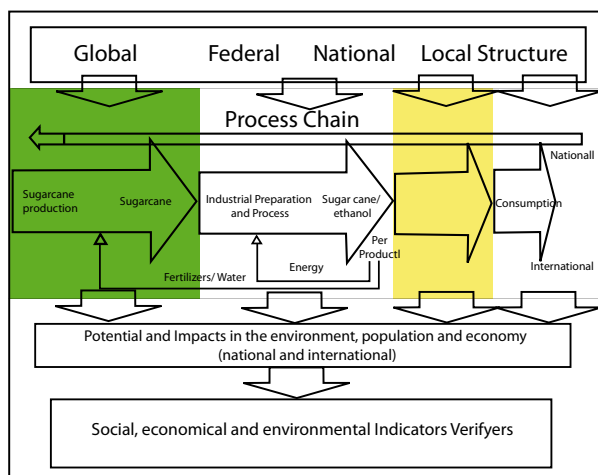 Global Federal National Local Structure
Process Chain
Nationall
Sugarcane production
Sugarcane
Industrial Preparation and Process
Sugar cane/ ethanol
Consumption
Per Productl
Energy
International
Fertilizers/ Water
Potential and Impacts in the environment, population and economy
(national and international)
Social, economical and environmental Indicators Verifyers